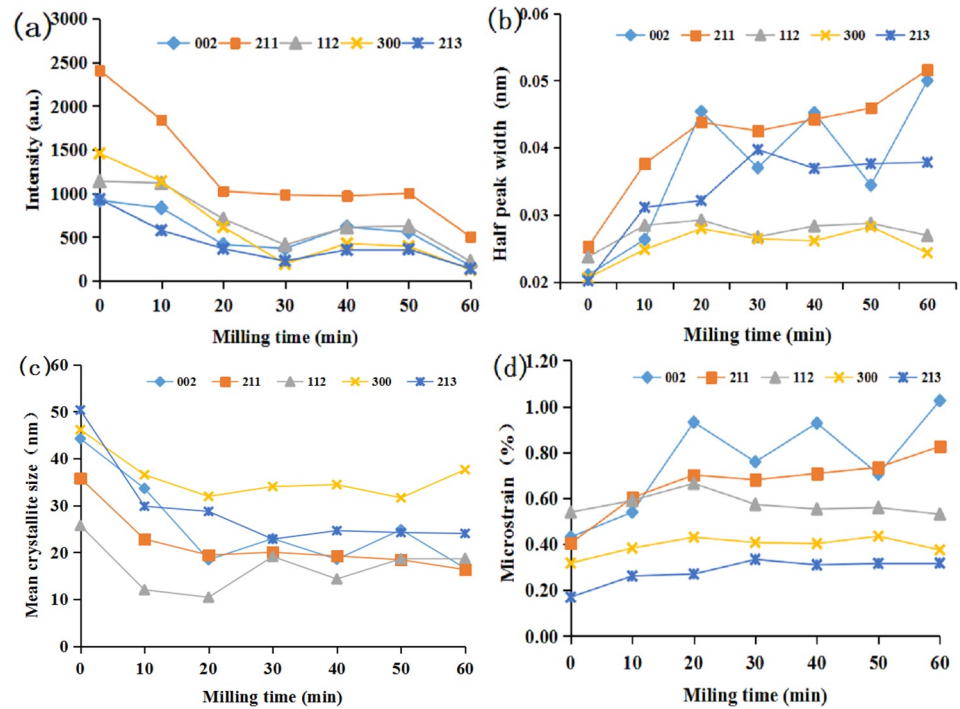 (a)
002 211 112 300 213
3000
2500
2000
1500
1000
500
0
Intensity (a.u.)
0 10 20 30 40 50 60
Milling time (min)
(b)
002 211 112 300 213
0.06
0.05
0.04
0.03
0.02
Half peak width (nm)
0 10 20 30 40 50 60
Miling time (min)
(c)
002 211 112 300 213
60
50
40
30
20
10
0
Mean crystallite size (nm)
0 10 20 30 40 50 60
Milling time (min)
(d)
002 211 112 300 213
1.20
1.00
0.80
0.60
0.40
0.20
0.00
Microstrain (%)
0 10 20 30 40 50 60
Miling time (min)